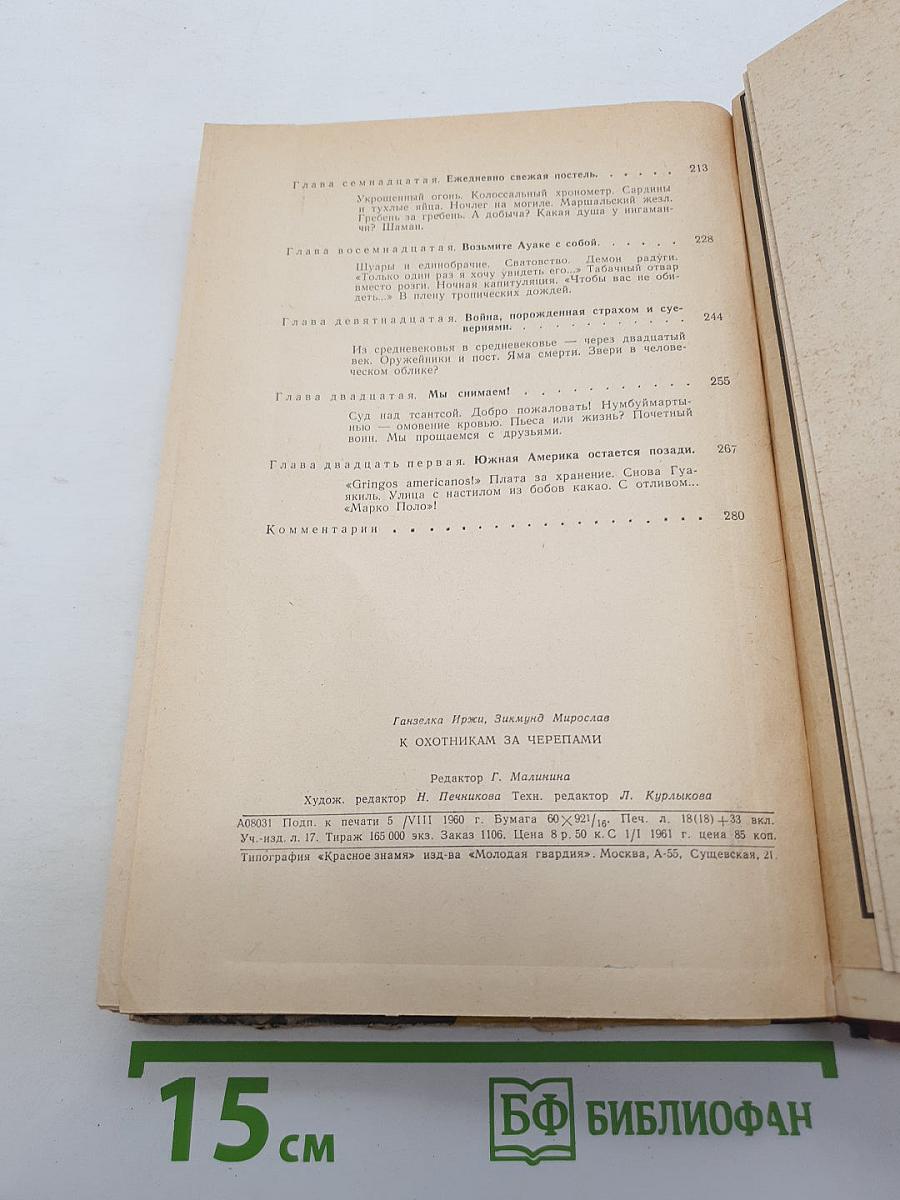 Глава семнадцатая. Ежедневно свежая постель. . . . . . 213
Укрощенный огонь. Колоссальный хронометр. Сардины
и тухлые яйца. Ночлег на могиле. Маршальский жезл.
Гребень за гребень. А добыча? Какая душа у нигаман-
чи? Шаман.
Глава восемнадцатая. Возьмите Ауаке с собой. . . . . . 228
Шуары и единобрачие. Сватовство. Демон радуги.
«Только один раз я хочу увидеть его...» Табачный отвар
вместо розги. Ночная капитуляция. «Чтобы вас не оби-
деть...» В плену тропических дождей.
Глава девятнадцатая. Война, порожденная страхом и суе-
вериями. . . . . . . . . . . . 244
Из средневековья в средневековье — через двадцатый
век. Оружейники и пост. Яма смерти. Звери в челове-
ческом облике?
Глава двадцатая. Мы снимаем! . . . . . . . . . . . 255
Суд над тсантсой. Добро пожаловать! Нумбуймарты-
нью — омовение кровью. Пьеса или жизнь? Почетный
воин. Мы прощаемся с друзьями.
Глава двадцать первая. Южная Америка остается позади. 267
«Gringos americanos!» Плата за хранение. Снова Гуа-
якиль. Улица с настилом из бобов какао. С отливом...
«Марко Поло»!
Комментарии . . . . . . . . . . . . . . . . . . . 280
Ганзелка Иржи, Зикмунд Мирослав
К ОХОТНИКАМ ЗА ЧЕРЕПАМИ
Редактор Г. Малинина
Худож. редактор Н. Печникова Техн. редактор Л. Курлыкова
А08031 Подп. к печати 5 /VIII 1960 г. Бумага 60×921/16. Печ. л. 18(18)+33 вкл.
Уч.-изд. л. 17. Тираж 165 000 экз. Заказ 1106. Цена 8 р. 50 к. С 1/I 1961 г. цена 85 коп.
Типография «Красное знамя» изд-ва «Молодая гвардия». Москва, А-55, Сущевская, 21.
15 см
БФ БИБЛИОФАН